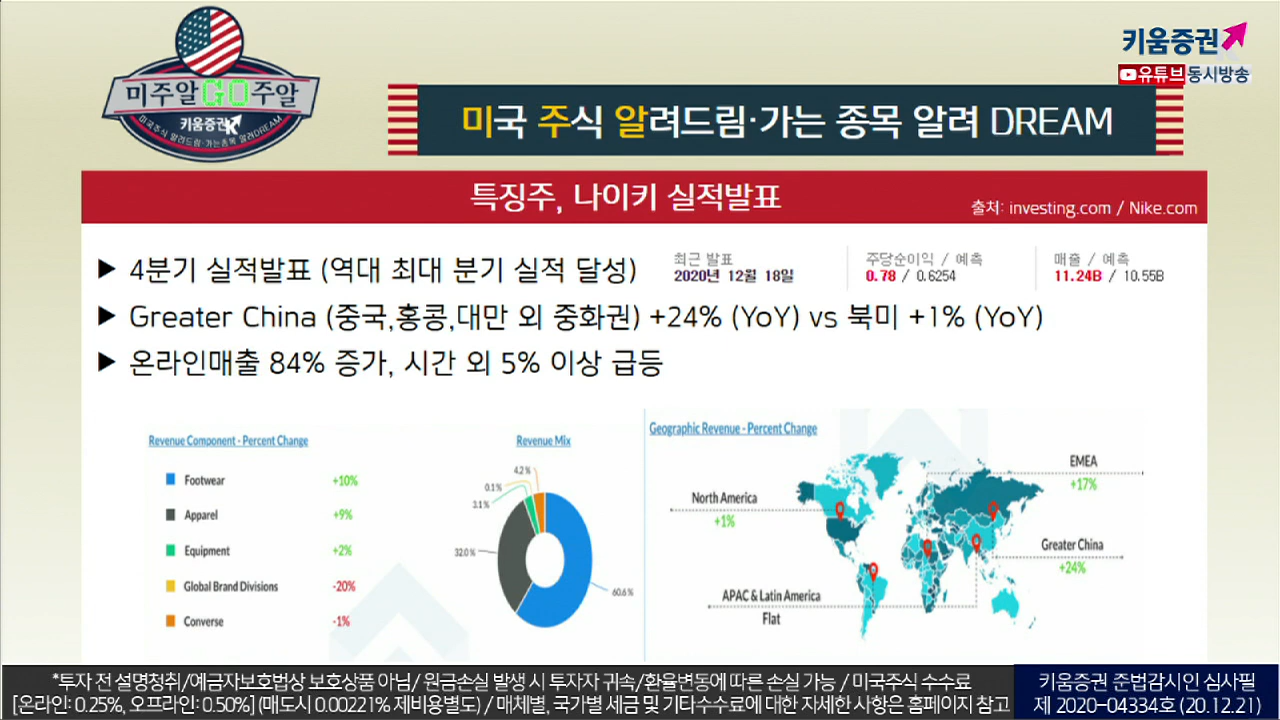 미주알GO주알
키움증권
미국주식 알려드림·가는종목 알려DREAM
키움증권
유튜브동시방송
미국 주식 알려드림·가는 종목 알려 DREAM
특징주, 나이키 실적발표
출처: investing.com / Nike.com
▶ 4분기 실적발표 (역대 최대 분기 실적 달성)
최근 발표
2020년 12월 18일
주당순이익 / 예측
0.78 / 0.6254
매출 / 예측
11.24B / 10.55B
▶ Greater China (중국,홍콩,대만 외 중화권) +24% (YoY) vs 북미 +1% (YoY)
▶ 온라인매출 84% 증가, 시간 외 5% 이상 급등
Revenue Component - Percent Change
Footwear +10%
Apparel +9%
Equipment +2%
Global Brand Divisions -20%
Converse -1%
Revenue Mix
4.2%
0.1%
3.1%
32.0%
60.6%
Geographic Revenue - Percent Change
EMEA
+17%
North America
+1%
Greater China
+24%
APAC & Latin America
Flat
*투자 전 설명청취/예금자보호법상 보호상품 아님/ 원금손실 발생 시 투자자 귀속/환율변동에 따른 손실 가능 / 미국주식 수수료
[온라인: 0.25%, 오프라인: 0.50%] (매도시 0.00221% 제비용별도) / 매체별, 국가별 세금 및 기타수수료에 대한 자세한 사항은 홈페이지 참고
키움증권 준법감시인 심사필
제 2020-04334호 (20.12.21)